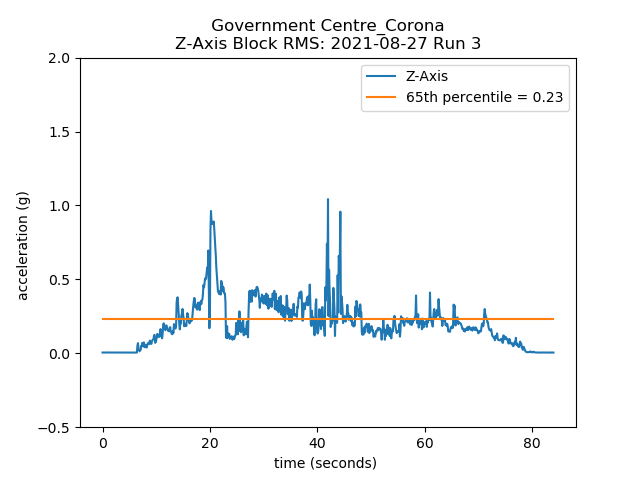 Government Centre_Corona
Z-Axis Block RMS: 2021-08-27 Run 3
Z-Axis
65th percentile = 0.23
2.0
1.5
1.0
0.5
0.0
−0.5
acceleration (g)
0 20 40 60 80
time (seconds)